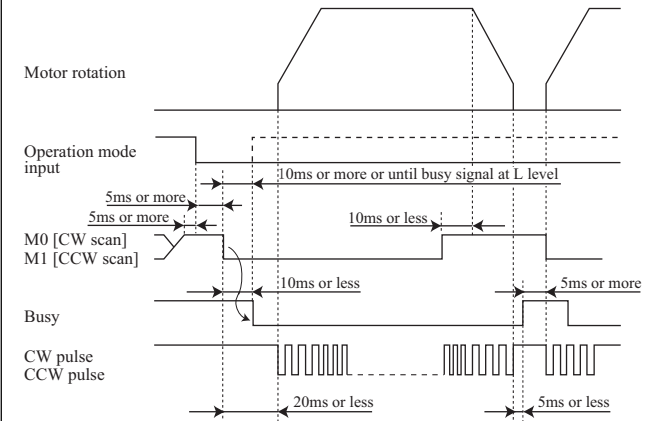 Motor rotation
Operation mode
input
10ms or more or until busy signal at L level
5ms or more
5ms or more
10ms or less
M0 [CW scan]
M1 [CCW scan]
10ms or less
5ms or more
Busy
CW pulse
CCW pulse
20ms or less
5ms or less